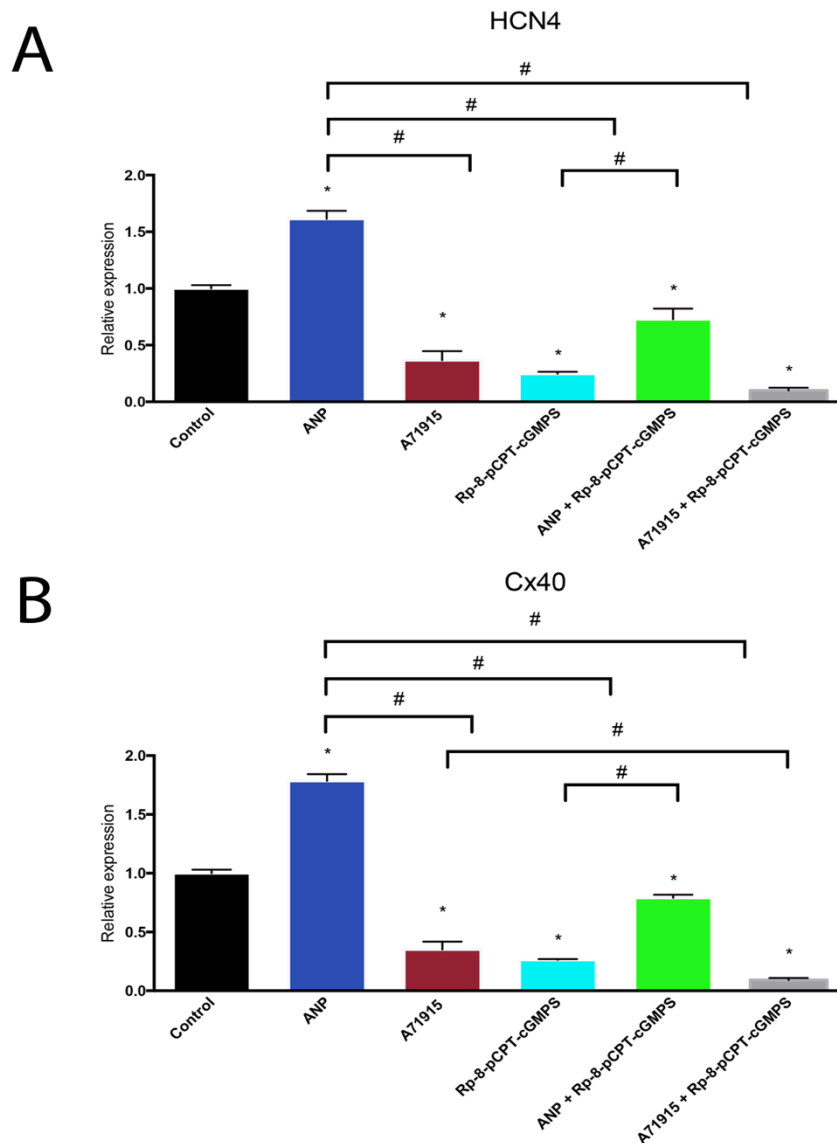 A
HCN4
#
#
#
#
2.0
1.5
1.0
0.5
0.0
Relative expression
*
*
*
*
*
Control
ANP
A71915
Rp-8-pCPT-cGMPS
ANP + Rp-8-pCPT-cGMPS
A71915 + Rp-8-pCPT-cGMPS
B
Cx40
#
#
#
#
#
2.0
1.5
1.0
0.5
0.0
Relative expression
*
*
*
*
*
Control
ANP
A71915
Rp-8-pCPT-cGMPS
ANP + Rp-8-pCPT-cGMPS
A71915 + Rp-8-pCPT-cGMPS